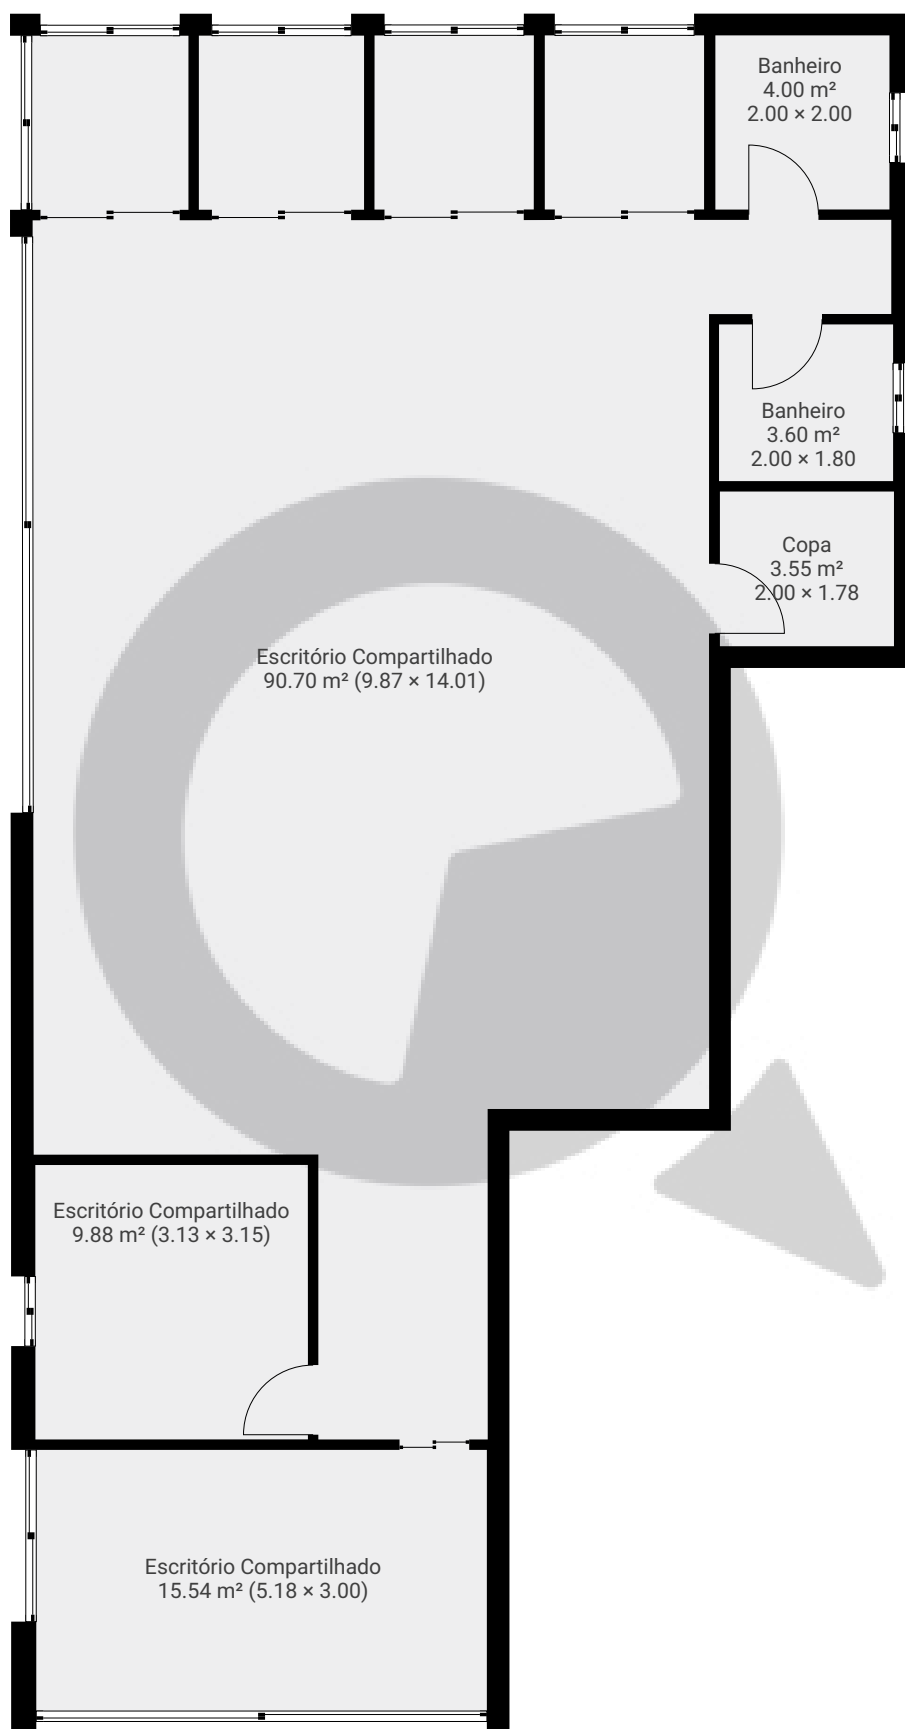 Banheiro
4.00 m²
2.00 × 2.00
Banheiro
3.60 m²
2.00 × 1.80
Copa
3.55 m²
2.00 × 1.78
Escritório Compartilhado
90.70 m² (9.87 × 14.01)
Escritório Compartilhado
9.88 m² (3.13 × 3.15)
Escritório Compartilhado
15.54 m² (5.18 × 3.00)